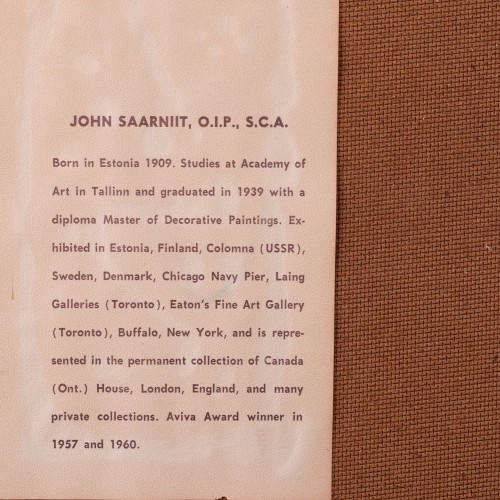 JOHN SAARNIIT, O.I.P., S.C.A.
Born in Estonia 1909. Studies at Academy of
Art in Tallinn and graduated in 1939 with a
diploma Master of Decorative Paintings. Ex-
hibited in Estonia, Finland, Colomna (USSR),
Sweden, Denmark, Chicago Navy Pier, Laing
Galleries (Toronto), Eaton's Fine Art Gallery
(Toronto), Buffalo, New York, and is repre-
sented in the permanent collection of Canada
(Ont.) House, London, England, and many
private collections. Aviva Award winner in
1957 and 1960.